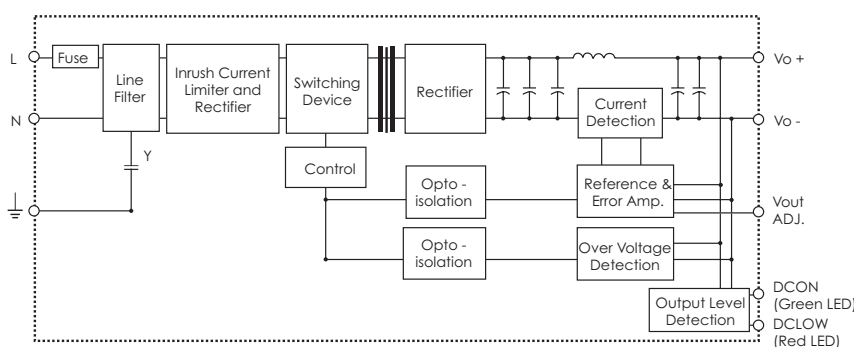 L
Fuse
Line
Filter
Inrush Current
Limiter and
Rectifier
Switching
Device
Rectifier
Current
Detection
Vo +
N
Vo -
Y
Control
Opto -
isolation
Reference &
Error Amp.
Vout
ADJ.
Opto -
isolation
Over Voltage
Detection
Output Level
Detection
DCON
(Green LED)
DCLOW
(Red LED)